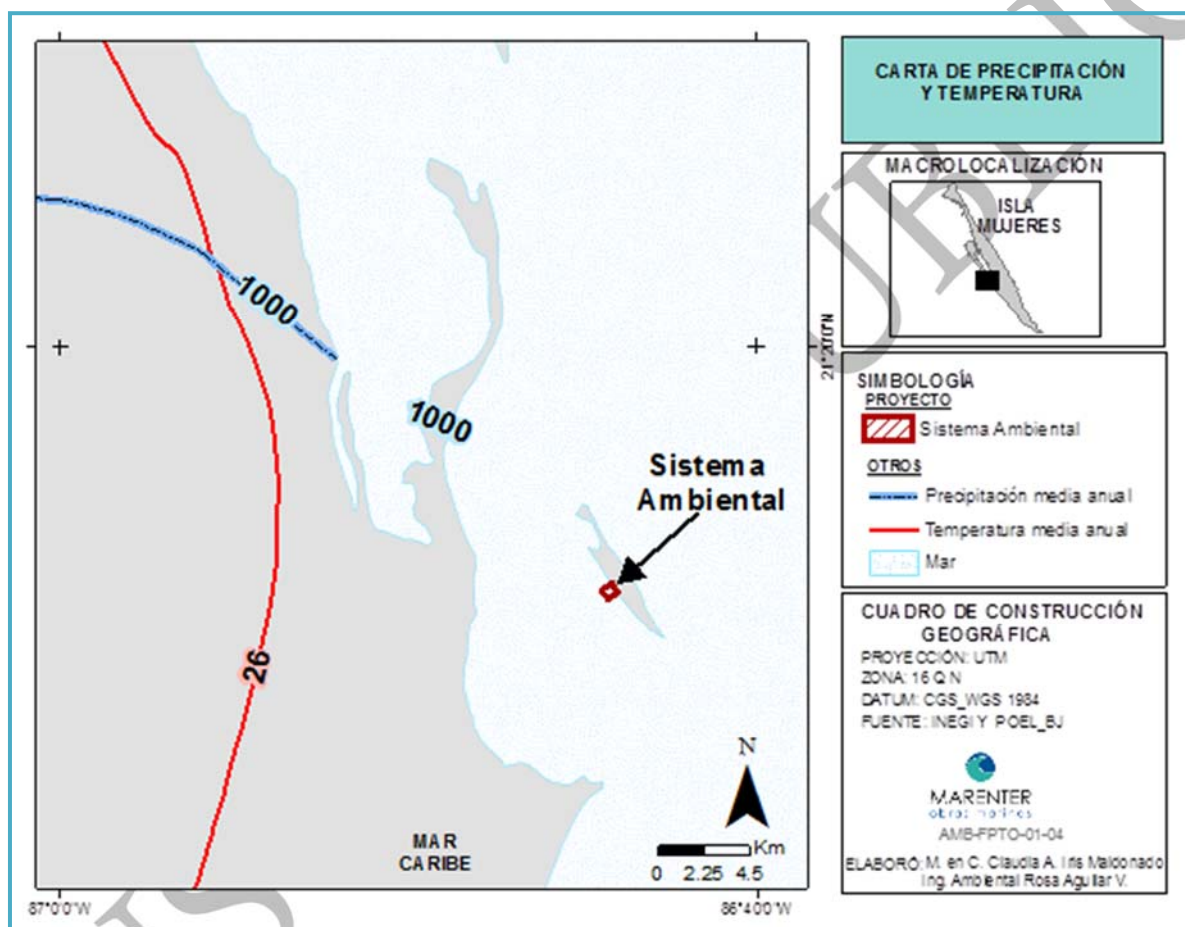 1000
1000
26
Sistema
Ambiental
MAR
CARIBE
N
Km
0 2.25 4.5
87°0'0"W
86°40'0"W
21°20'0"N
CARTA DE PRECIPITACIÓN
Y TEMPERATURA
MACROLOCALIZACIÓN
ISLA
MUJERES
SIMBOLOGÍA
PROYECTO
Sistema Ambiental
OTROS
Precipitación media anual
Temperatura media anual
Mar
CUADRO DE CONSTRUCCIÓN
GEOGRÁFICA
PROYECCIÓN: UTM
ZONA: 16 Q N
DATUM: CGS_WGS 1984
FUENTE: INEGI Y POEL_BJ
MARENTER
obras marinas
AMB-FPTO-01-04
ELABORÓ: M. en C. Claudia A. Iris Maldonado
Ing. Ambiental Rosa Aguilar V.